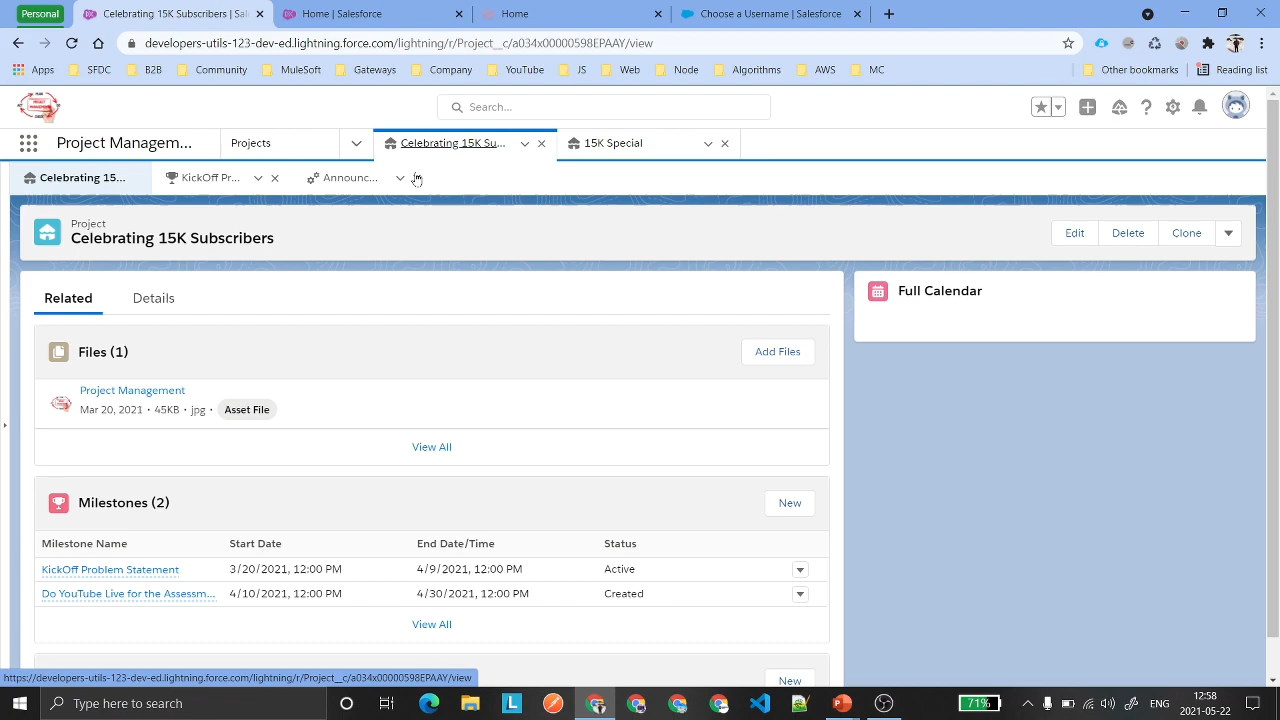 Personal
Celebrating 15K Subscribers | Sa
Home | Salesforce
Home
Choose a Username | Salesforce
developers-utils-123-dev-ed.lightning.force.com/lightning/r/Project__c/a034x00000598EPAAY/view
Apps SFDC B2B Community MuleSoft Gateways Company YouTube JS Web Node Algorithms AWS MC Other bookmarks Reading list
Search...
Project Managem... Projects Celebrating 15K Su... 15K Special
Celebrating 15... KickOff Pr... Announc...
Project
Celebrating 15K Subscribers
Edit Delete Clone
Related Details
Full Calendar
Files (1)
Add Files
Project Management
Mar 20, 2021 • 45KB • jpg • Asset File
View All
Milestones (2)
New
Milestone Name Start Date End Date/Time Status
KickOff Problem Statement 3/20/2021, 12:00 PM 4/9/2021, 12:00 PM Active
Do YouTube Live for the Assessm... 4/10/2021, 12:00 PM 4/30/2021, 12:00 PM Created
View All
New
https://developers-utils-123-dev-ed.lightning.force.com/lightning/r/Project__c/a034x00000598EPAAY/view
Type here to search
71%
ENG
12:58
2021-05-22